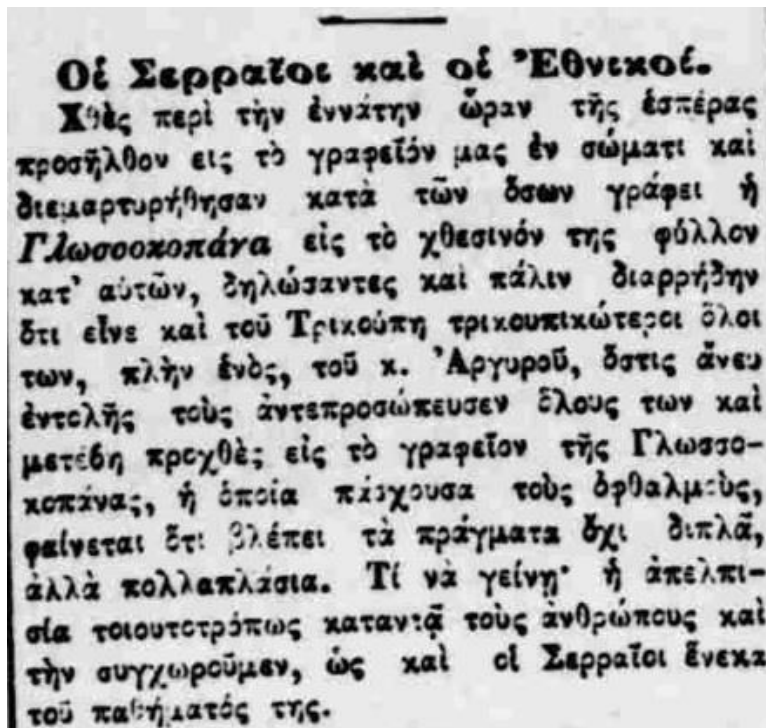 Οἱ Σερραῖοι καὶ οἱ Ἐθνικοί.
Χθὲς περὶ τὴν ἐννάτην ὥραν τῆς ἑσπέρας
προσῆλθον εις τὸ γραφεῖόν μας ἐν σώματι καὶ
διεμαρτυρήθησαν κατὰ τῶν ὅσων γράφει ἡ
Γλωσσοκοπάνα εἰς τὸ χθεσινόν της φύλλον
κατ' αὐτῶν, δηλώσαντες καὶ πάλιν διαρρήδην
ὅτι εἶνε καὶ τοῦ Τρικούπη τρικουπικώτεροι ὅλοι
των, πλὴν ἑνὸς, τοῦ κ. Ἀργυροῦ, ὅστις ἄνευ
ἐντολῆς τοὺς ἀντεπροσώπευσεν ὅλους των καὶ
μετέβη προχθὲς εἰς τὸ γραφεῖον τῆς Γλωσσο-
κοπάνας, ἡ ὁποία πάσχουσα τοὺς ὀφθαλμοὺς,
φαίνεται ὅτι βλέπει τὰ πράγματα ὄχι διπλᾶ,
ἀλλὰ πολλαπλάσια. Τί νὰ γείνῃ· ἡ ἀπελπι-
σία τοιουτοτρόπως καταντᾷ τοὺς ἀνθρώπους καὶ
τὴν συγχωροῦμεν, ὡς καὶ οἱ Σερραῖοι ἕνεκα
τοῦ παθήματός της.